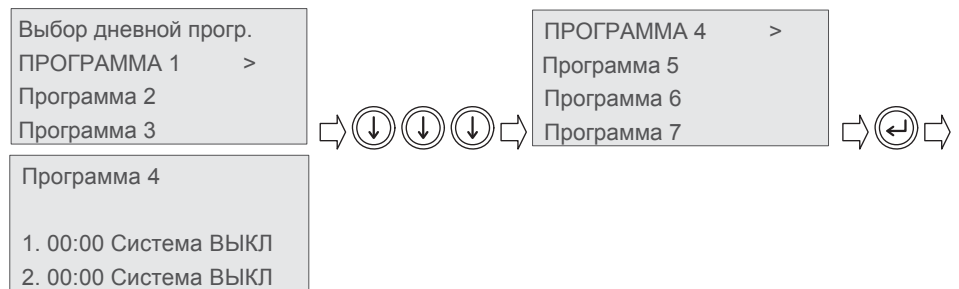 Выбор дневной прогр.
ПРОГРАММА 1 >
Программа 2
Программа 3
ПРОГРАММА 4 >
Программа 5
Программа 6
Программа 7
Программа 4
1. 00:00 Система ВЫКЛ
2. 00:00 Система ВЫКЛ